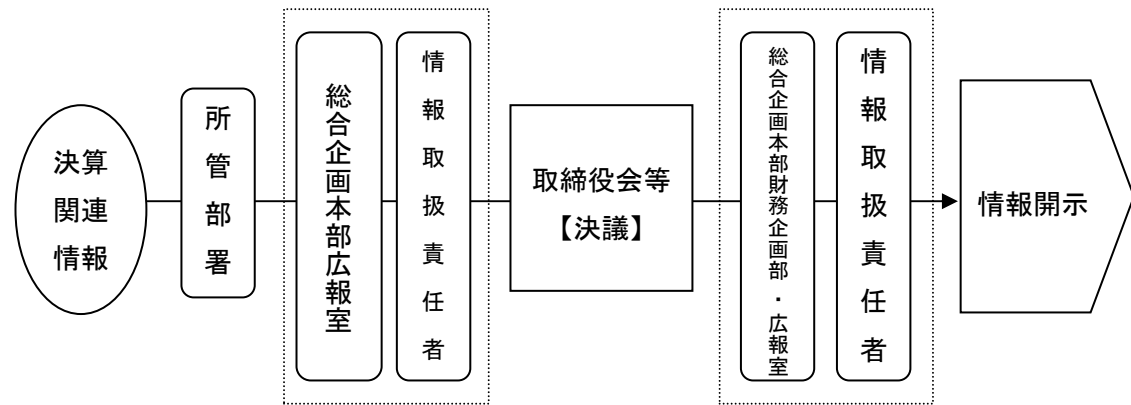 決算
関連
情報
所管部署
総合企画本部広報室
情報取扱責任者
取締役会等
【決議】
総合企画本部財務企画部・広報室
情報取扱責任者
情報開示